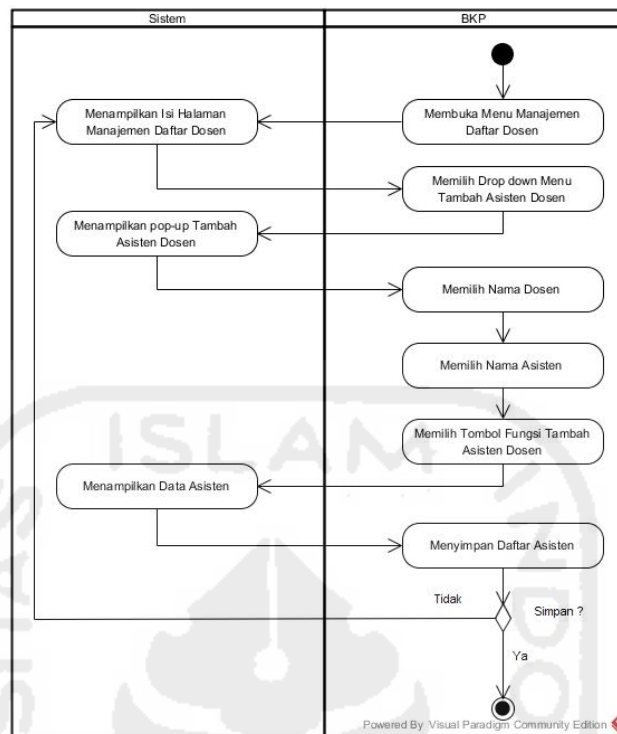 Sistem
BKP
Menampilkan Isi Halaman
Manajemen Daftar Dosen
Membuka Menu Manajemen
Daftar Dosen
Memilih Drop down Menu
Tambah Asisten Dosen
Menampilkan pop-up Tambah
Asisten Dosen
Memilih Nama Dosen
Memilih Nama Asisten
Memilih Tombol Fungsi Tambah
Asisten Dosen
Menampilkan Data Asisten
Menyimpan Daftar Asisten
Tidak
Simpan ?
Ya
Powered By Visual Paradigm Community Edition
ISLAM